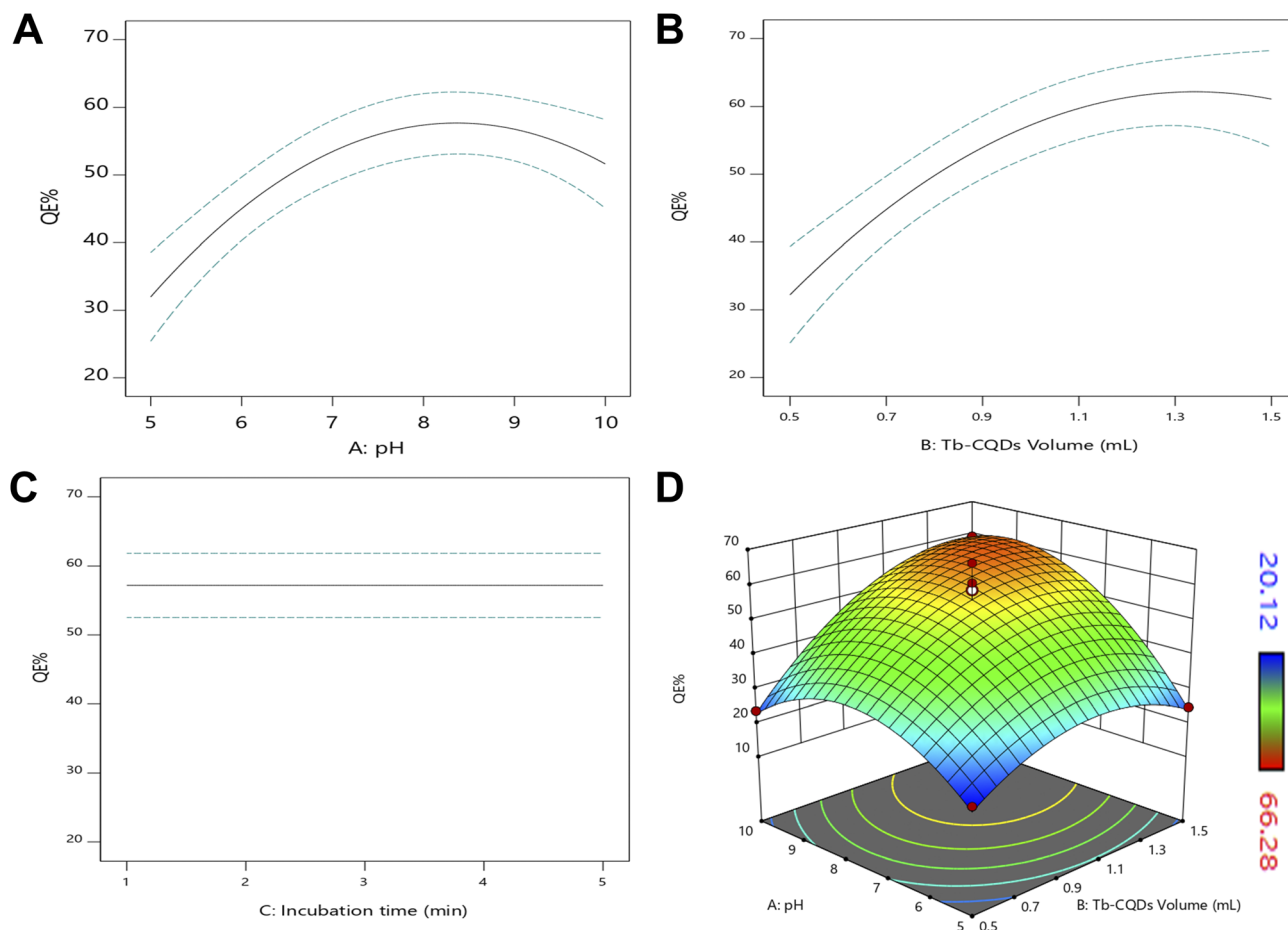 A
70
60
50
40
30
20
QE%
5 6 7 8 9 10
A: pH
B
70
60
50
40
30
20
QE%
0.5 0.7 0.9 1.1 1.3 1.5
B: Tb-CQDs Volume (mL)
C
70
60
50
40
30
20
QE%
1 2 3 4 5
C: Incubation time (min)
D
70
60
50
40
30
20
10
QE%
10 9 8 7 6 5
A: pH
0.5 0.7 0.9 1.1 1.3 1.5
B: Tb-CQDs Volume (mL)
20.12
66.28